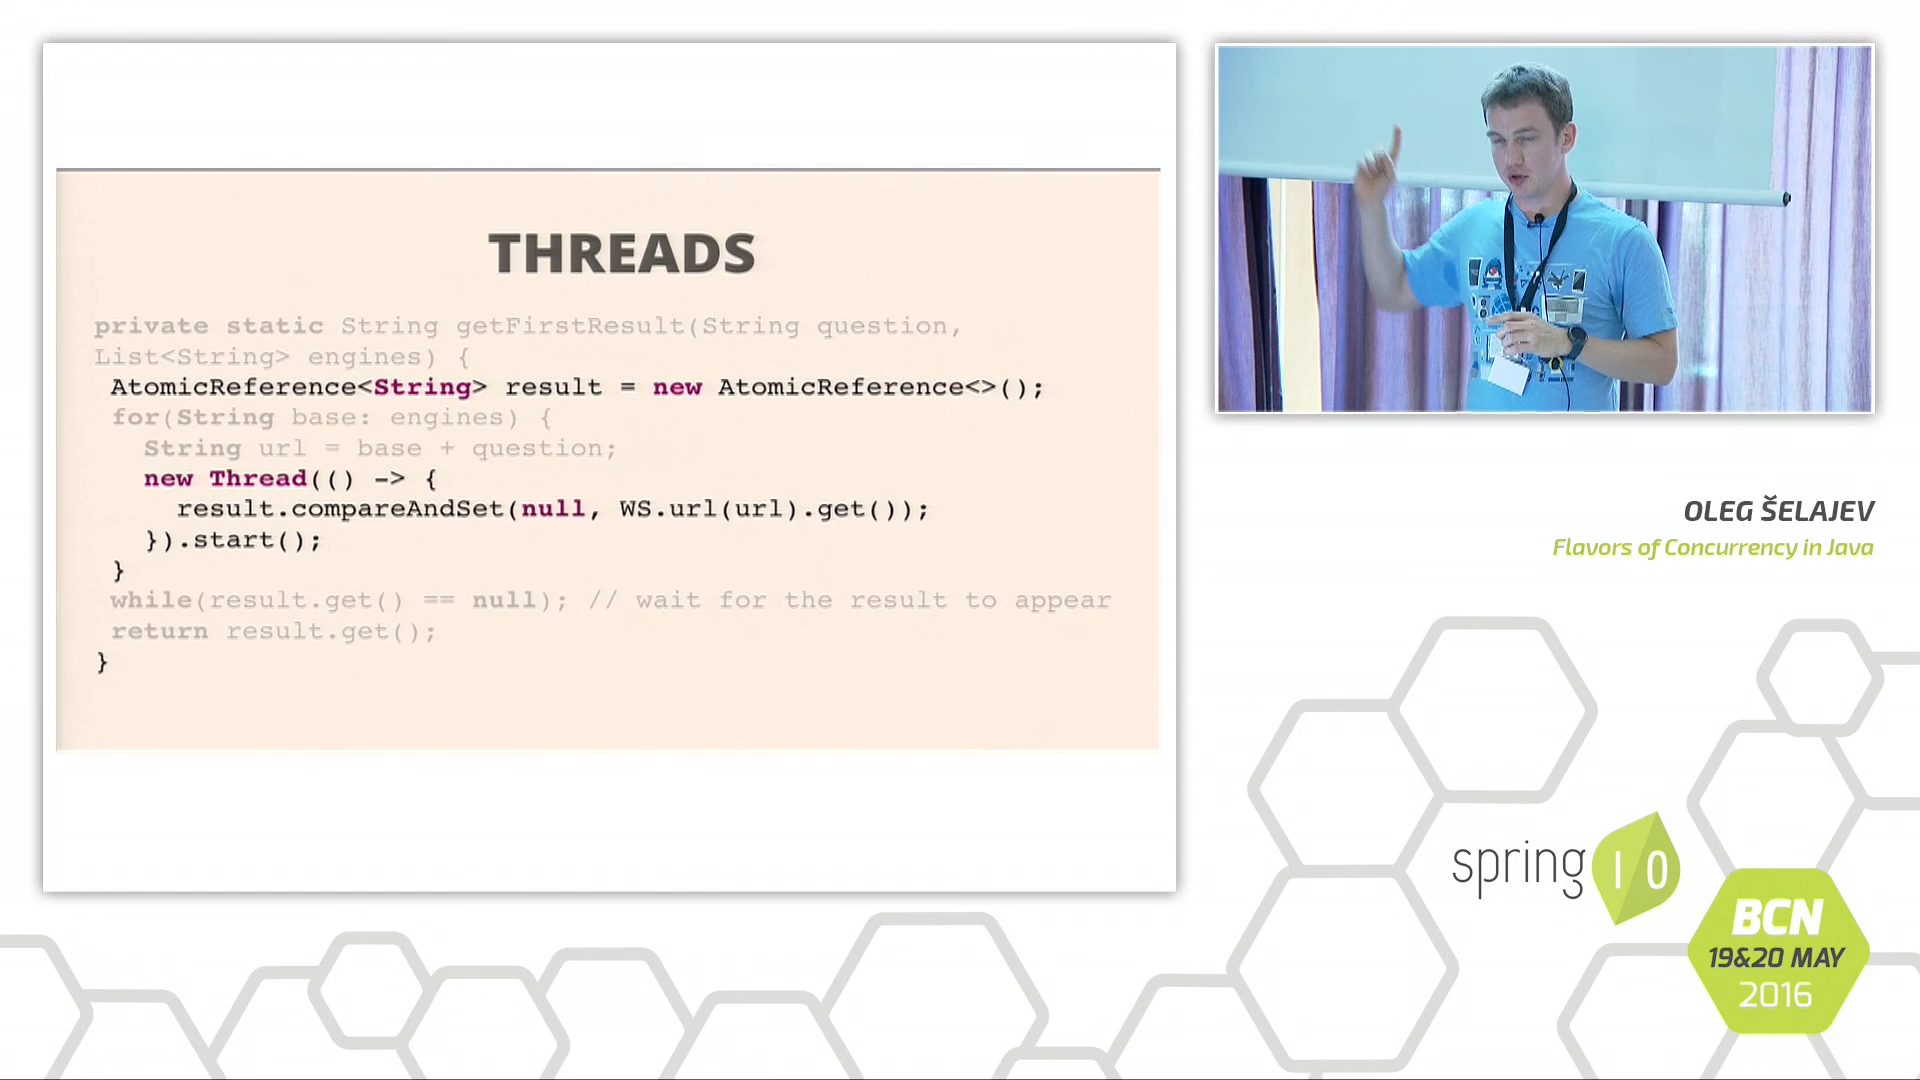 THREADS
private static String getFirstResult(String question,
List<String> engines) {
AtomicReference<String> result = new AtomicReference<>();
for(String base: engines) {
String url = base + question;
new Thread(() -> {
result.compareAndSet(null, WS.url(url).get());
}).start();
}
while(result.get() == null); // wait for the result to appear
return result.get();
}
OLEG ŠELAJEV
Flavors of Concurrency in Java
spring I O
BCN
19&20 MAY
2016